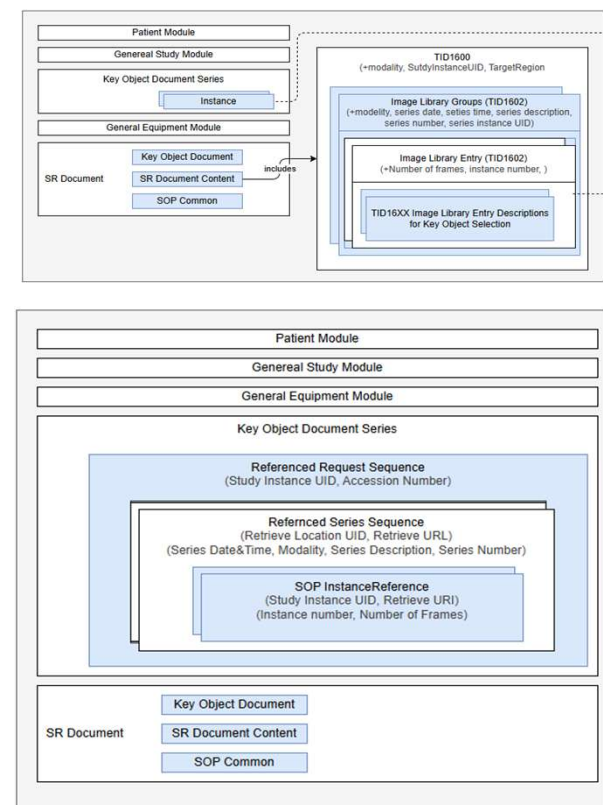 Patient Module
Genereal Study Module
Key Object Document Series
Instance
General Equipment Module
SR Document
Key Object Document
SR Document Content
SOP Common
includes
TID1600
(+modality, SutdyInstanceUID, TargetRegion
Image Library Groups (TID1602)
(+modelity, series date, seties time, series description,
series number, series instance UID)
Image Library Entry (TID1602)
(+Number of frames, instance number, )
TID16XX Image Library Entry Descriptions
for Key Object Selection
Patient Module
Genereal Study Module
General Equipment Module
Key Object Document Series
Referenced Request Sequence
(Study Instance UID, Accession Number)
Refernced Series Sequence
(Retrieve Location UID, Retrieve URL)
(Series Date&Time, Modality, Series Description, Series Number)
SOP InstanceReference
(Study Instance UID, Retrieve URI)
(Instance number, Number of Frames)
SR Document
Key Object Document
SR Document Content
SOP Common